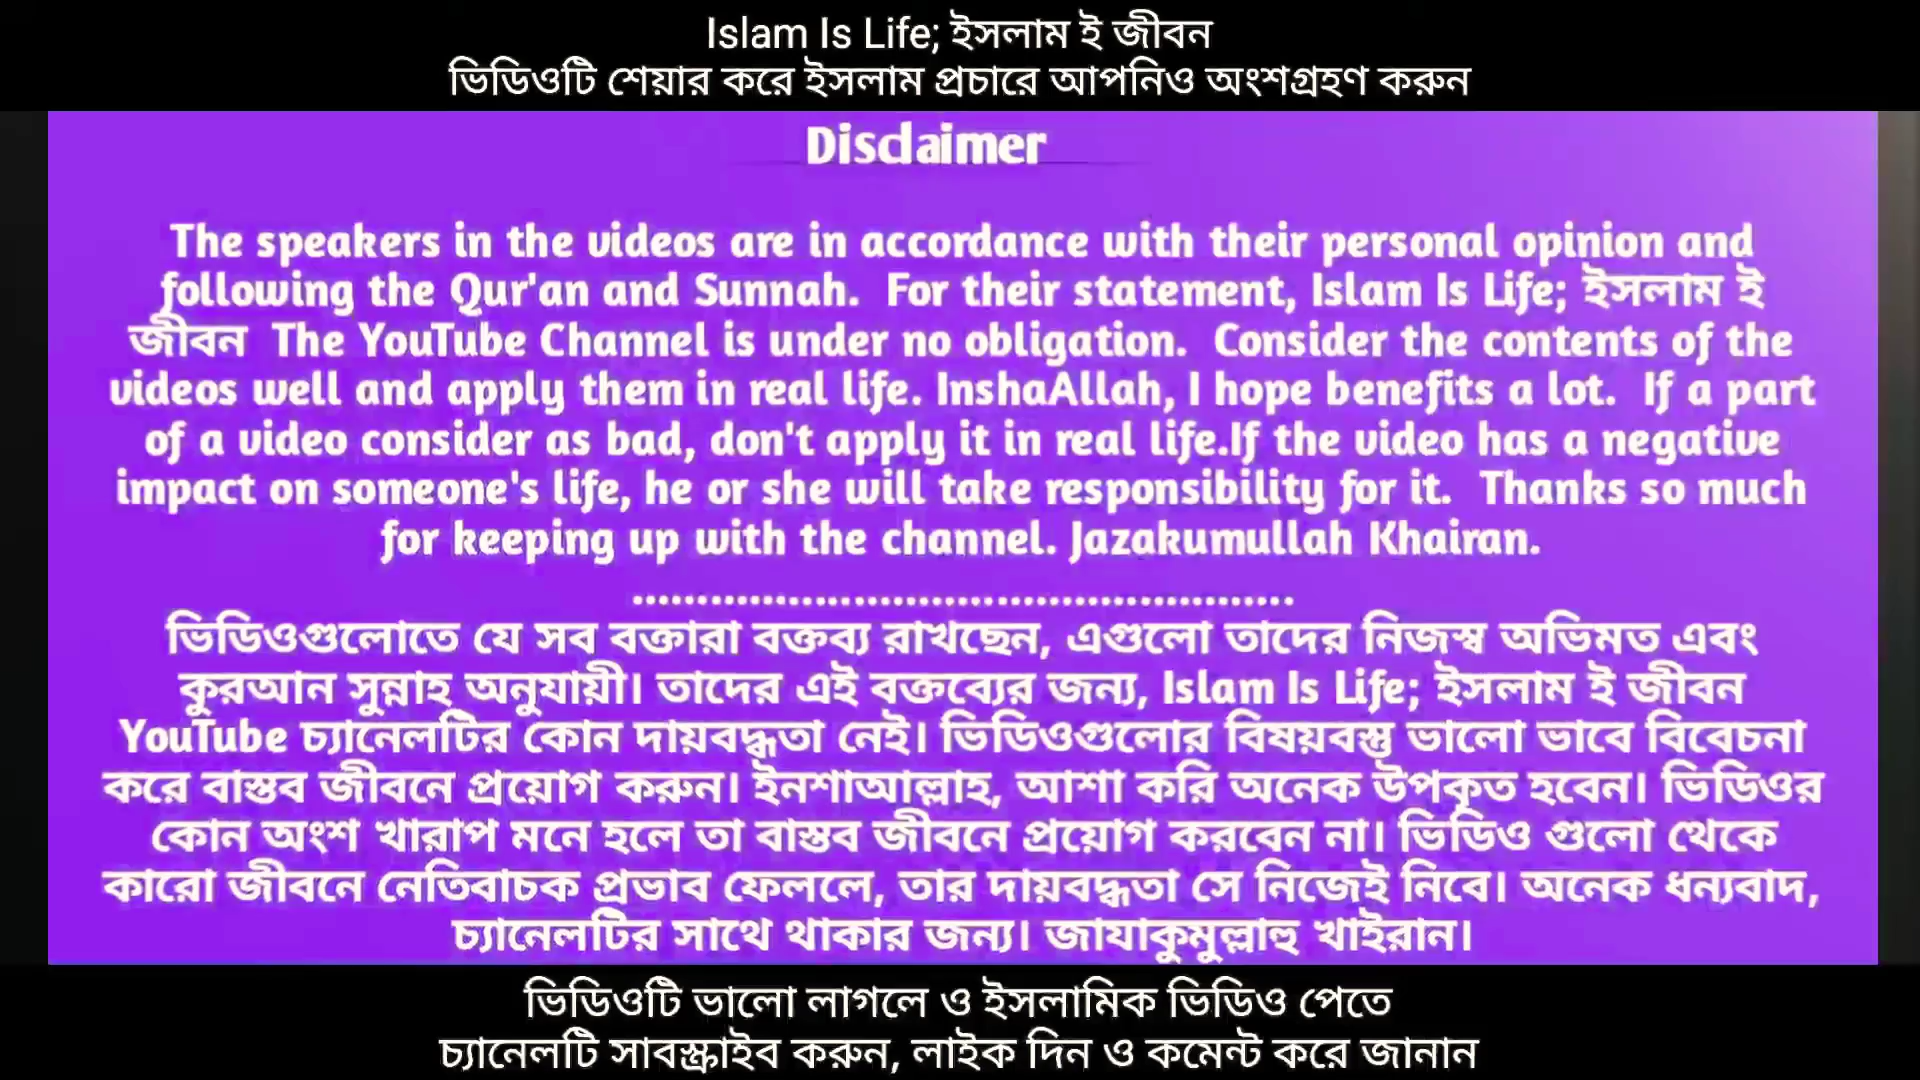 Islam Is Life; ইসলাম ই জীবন
ভিডিওটি শেয়ার করে ইসলাম প্রচারে আপনিও অংশগ্রহণ করুন
Disclaimer
The speakers in the videos are in accordance with their personal opinion and
following the Qur'an and Sunnah. For their statement, Islam Is Life; ইসলাম ই
জীবন The YouTube Channel is under no obligation. Consider the contents of the
videos well and apply them in real life. InshaAllah, I hope benefits a lot. If a part
of a video consider as bad, don't apply it in real life.If the video has a negative
impact on someone's life, he or she will take responsibility for it. Thanks so much
for keeping up with the channel. Jazakumullah Khairan.
....................................................
ভিডিওগুলোতে যে সব বক্তারা বক্তব্য রাখছেন, এগুলো তাদের নিজস্ব অভিমত এবং
কুরআন সুন্নাহ অনুযায়ী। তাদের এই বক্তব্যের জন্য, Islam Is Life; ইসলাম ই জীবন
YouTube চ্যানেলটির কোন দায়বদ্ধতা নেই। ভিডিওগুলোর বিষয়বস্তু ভালো ভাবে বিবেচনা
করে বাস্তব জীবনে প্রয়োগ করুন। ইনশাআল্লাহ, আশা করি অনেক উপকৃত হবেন। ভিডিওর
কোন অংশ খারাপ মনে হলে তা বাস্তব জীবনে প্রয়োগ করবেন না। ভিডিও গুলো থেকে
কারো জীবনে নেতিবাচক প্রভাব ফেললে, তার দায়বদ্ধতা সে নিজেই নিবে। অনেক ধন্যবাদ,
চ্যানেলটির সাথে থাকার জন্য। জাযাকুমুল্লাহু খাইরান।
ভিডিওটি ভালো লাগলে ও ইসলামিক ভিডিও পেতে
চ্যানেলটি সাবস্ক্রাইব করুন, লাইক দিন ও কমেন্ট করে জানান